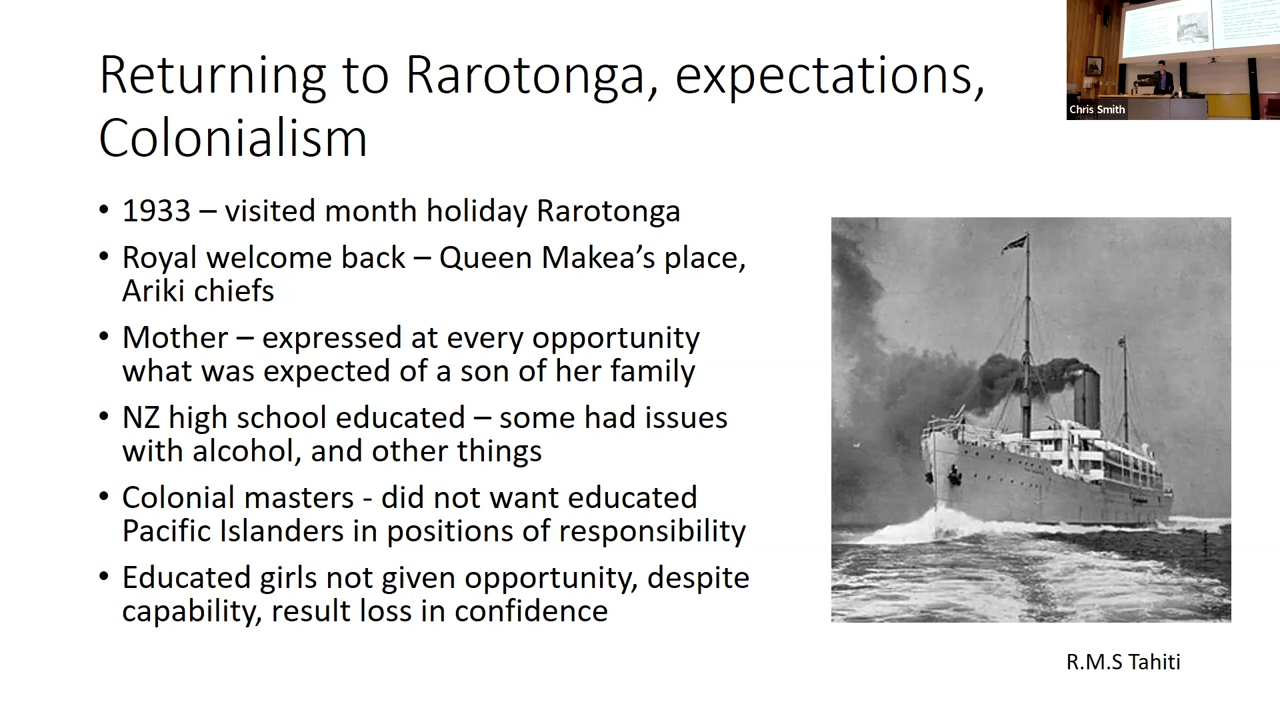 Returning to Rarotonga, expectations,
Colonialism
• 1933 – visited month holiday Rarotonga
• Royal welcome back – Queen Makea’s place,
Ariki chiefs
• Mother – expressed at every opportunity
what was expected of a son of her family
• NZ high school educated – some had issues
with alcohol, and other things
• Colonial masters - did not want educated
Pacific Islanders in positions of responsibility
• Educated girls not given opportunity, despite
capability, result loss in confidence
R.M.S Tahiti
Chris Smith